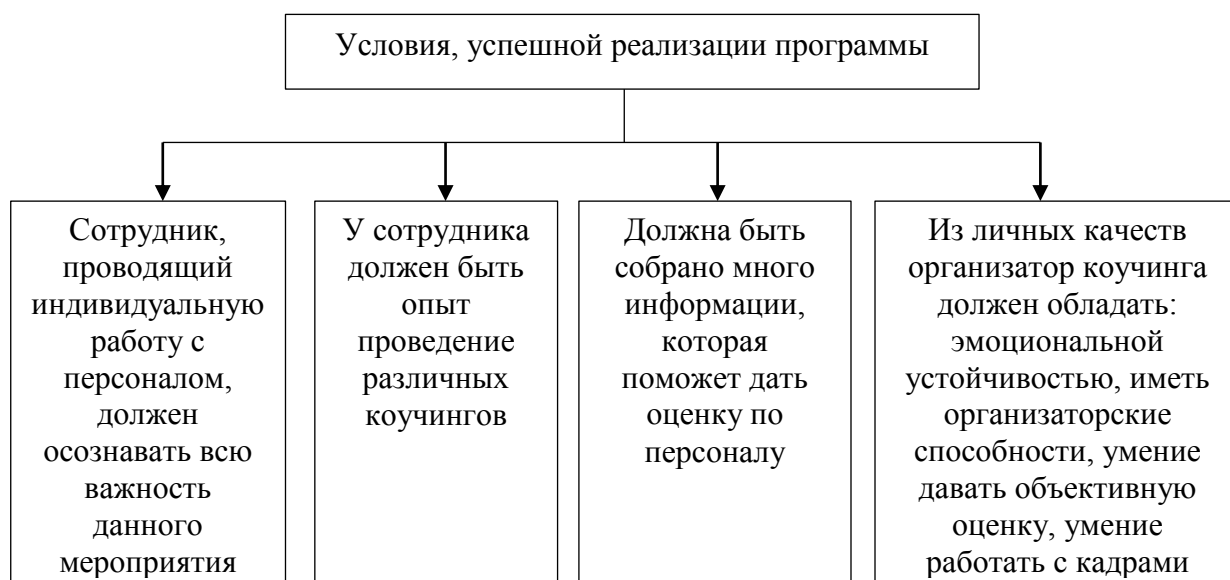 Условия, успешной реализации программы
Сотрудник,
проводящий
индивидуальную
работу с
персоналом,
должен
осознавать всю
важность
данного
мероприятия
У сотрудника
должен быть
опыт
проведение
различных
коучингов
Должна быть
собрано много
информации,
которая
поможет дать
оценку по
персоналу
Из личных качеств
организатор коучинга
должен обладать:
эмоциональной
устойчивостью, иметь
организаторские
способности, умение
давать объективную
оценку, умение
работать с кадрами